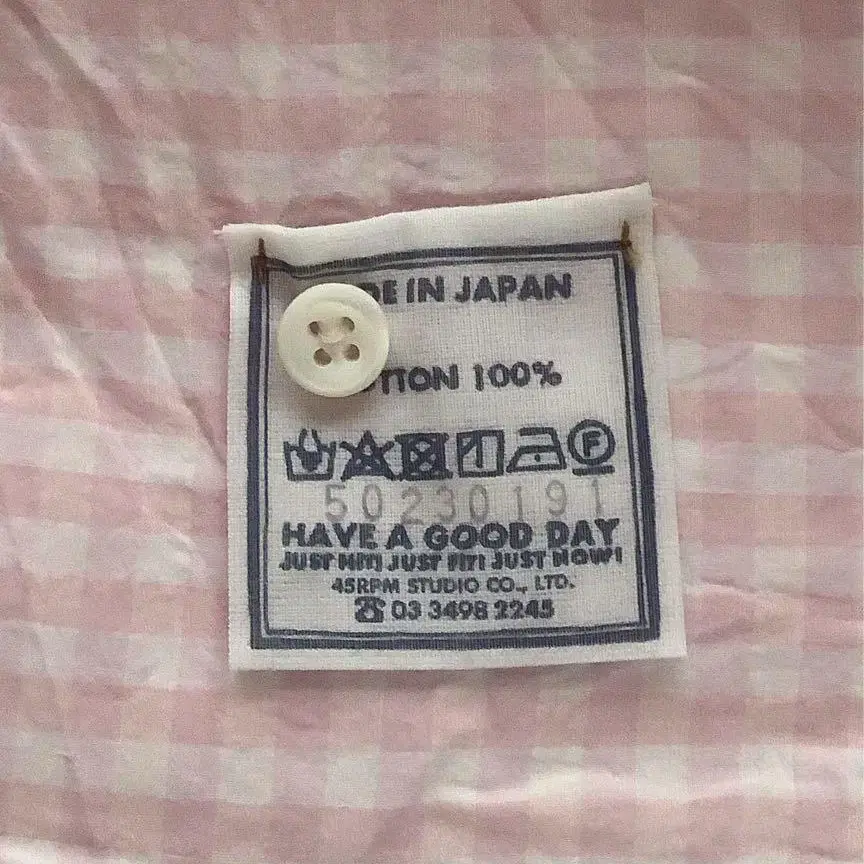 DE IN JAPAN
TTON 100%
F
50230191
HAVE A GOOD DAY
JUST HIT! JUST FIT! JUST NOW!
45RPM STUDIO CO., LTD.
☎ 03 3498 2245